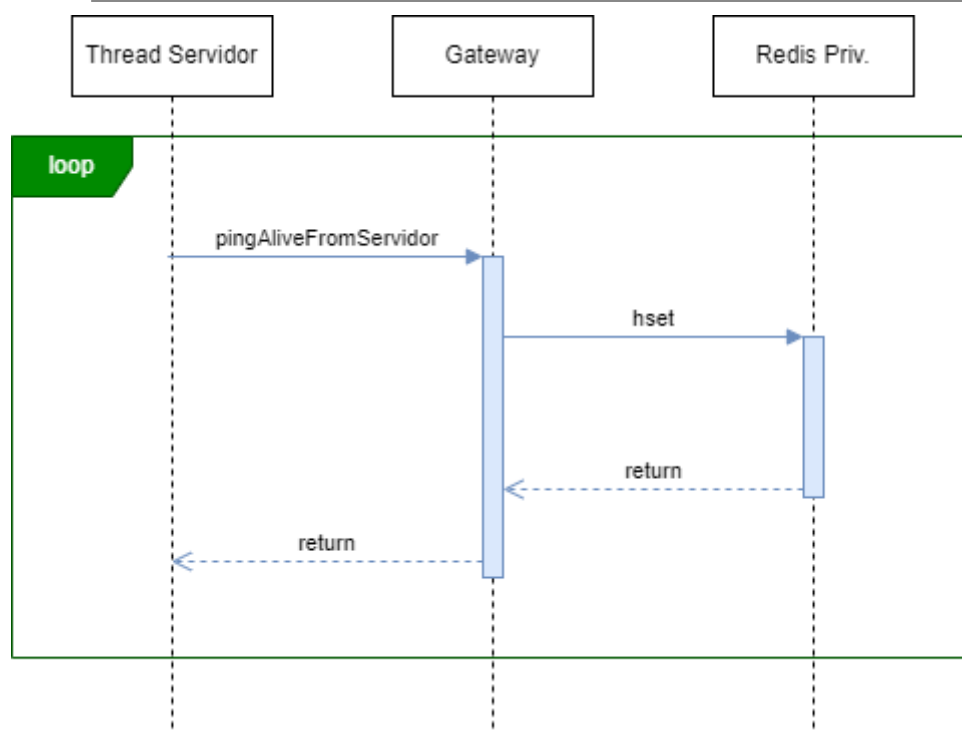 Thread Servidor
Gateway
Redis Priv.
loop
pingAliveFromServidor
hset
return
return